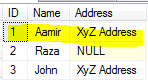 ID Name Address
1 Aamir XyZ Address
2 Raza NULL
3 John XyZ Address